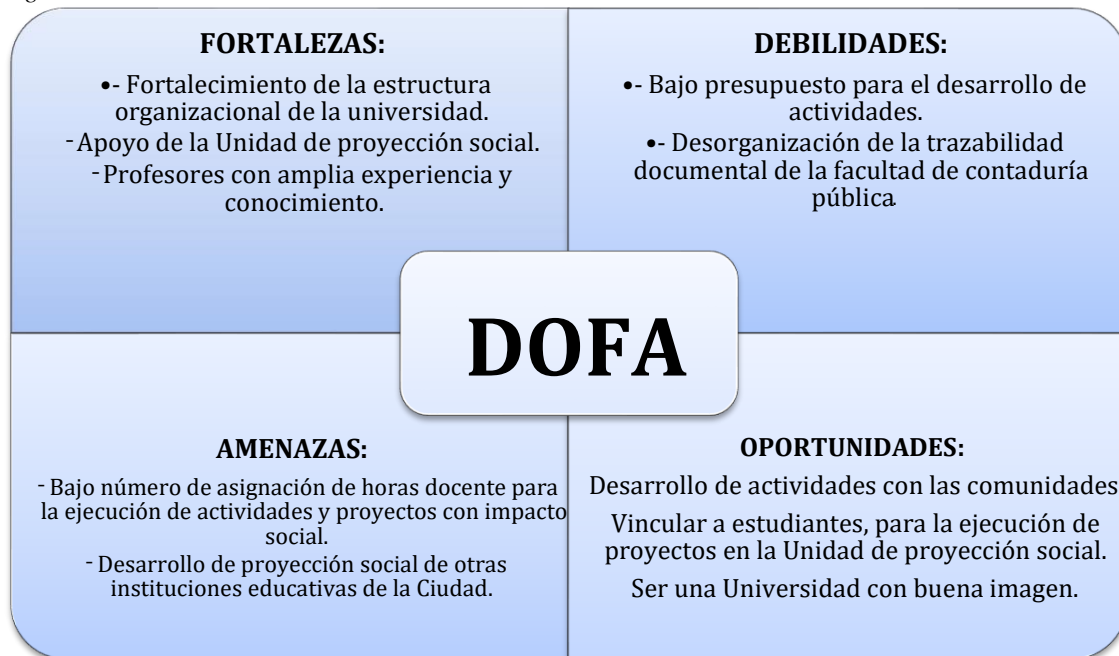 FORTALEZAS:
•- Fortalecimiento de la estructura
organizacional de la universidad.
- Apoyo de la Unidad de proyección social.
- Profesores con amplia experiencia y
conocimiento.
DEBILIDADES:
•- Bajo presupuesto para el desarrollo de
actividades.
•- Desorganización de la trazabilidad
documental de la facultad de contaduría
pública.
DOFA
AMENAZAS:
- Bajo número de asignación de horas docente para
la ejecución de actividades y proyectos con impacto
social.
- Desarrollo de proyección social de otras
instituciones educativas de la Ciudad.
OPORTUNIDADES:
Desarrollo de actividades con las comunidades
Vincular a estudiantes, para la ejecución de
proyectos en la Unidad de proyección social.
Ser una Universidad con buena imagen.